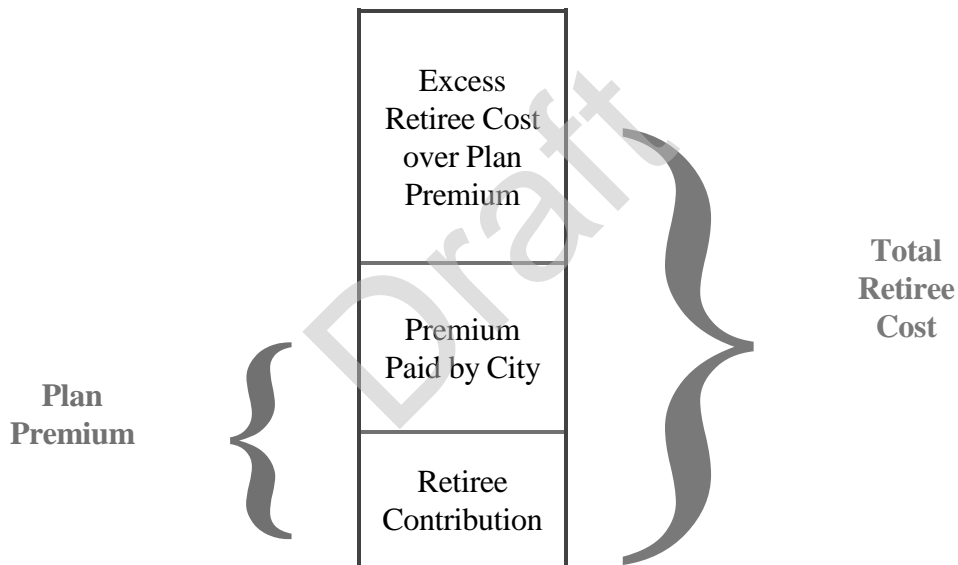 Excess
Retiree Cost
over Plan
Premium
Total
Retiree
Cost
Premium
Paid by City
Plan
Premium
Retiree
Contribution
Draft